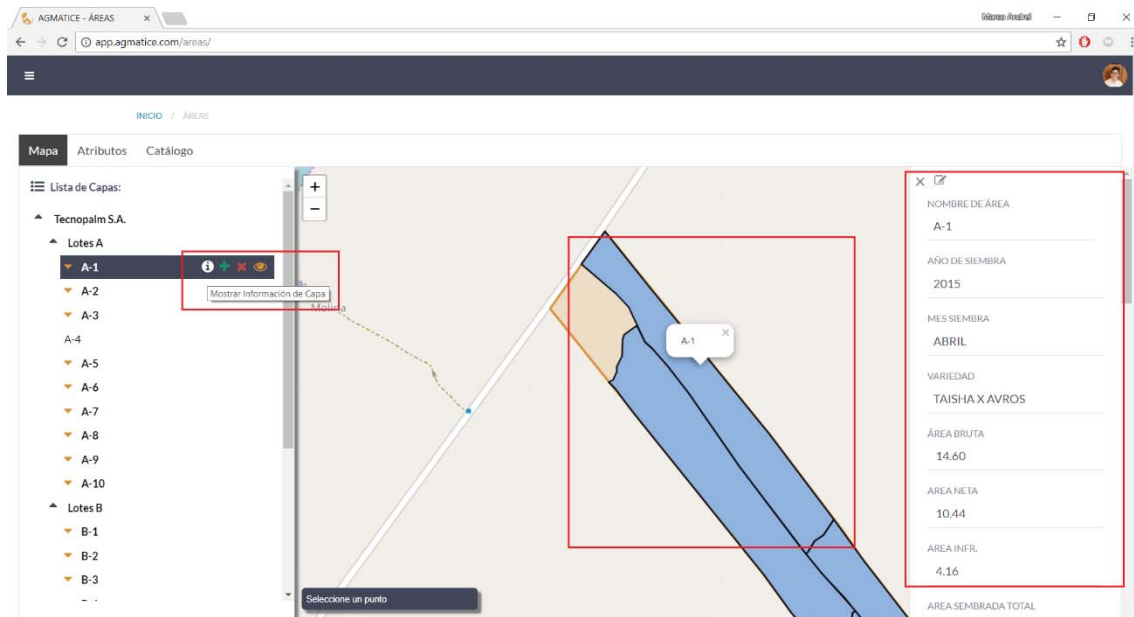 AGMATICE - ÁREAS
app.agmatice.com/areas/
INICIO / ÁREAS
Mapa Atributos Catálogo
Lista de Capas:
Tecnopalm S.A.
Lotes A
A-1
Mostrar Información de Capa
A-2
A-3
A-4
A-5
A-6
A-7
A-8
A-9
A-10
Lotes B
B-1
B-2
B-3
+
−
Molina
A-1
Seleccione un punto
NOMBRE DE ÁREA
A-1
AÑO DE SIEMBRA
2015
MES SIEMBRA
ABRIL
VARIEDAD
TAISHA X AVROS
ÁREA BRUTA
14.60
AREA NETA
10.44
AREA INFR.
4.16
AREA SEMBRADA TOTAL